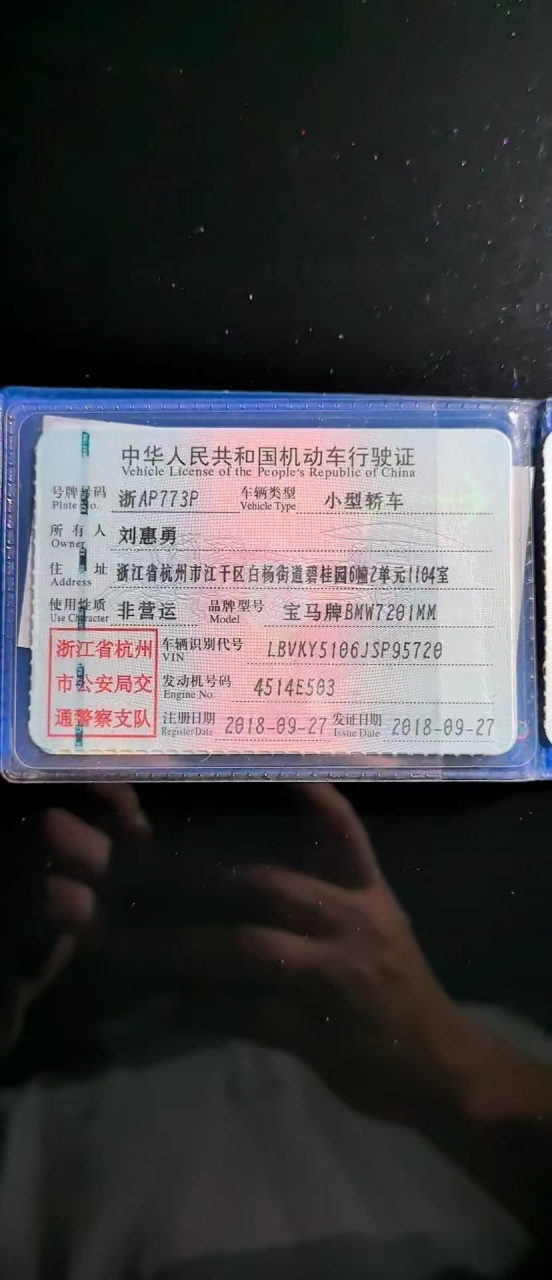 中华人民共和国机动车行驶证
Vehicle License of the People's Republic of China
号牌号码 浙AP773P 车辆类型 小型轿车
Plate No. Vehicle Type
所有人 刘惠勇
Owner
住址 浙江省杭州市江干区白杨街道碧桂园6幢2单元1104室
Address
使用性质 非营运 品牌型号 宝马牌BMW7201MM
Use Character Model
浙江省杭州
市公安局交
通警察支队
车辆识别代号 LBVKY5106JSP95720
VIN
发动机号码 4514E503
Engine No.
注册日期 2018-09-27 发证日期 2018-09-27
Register Date Issue Date